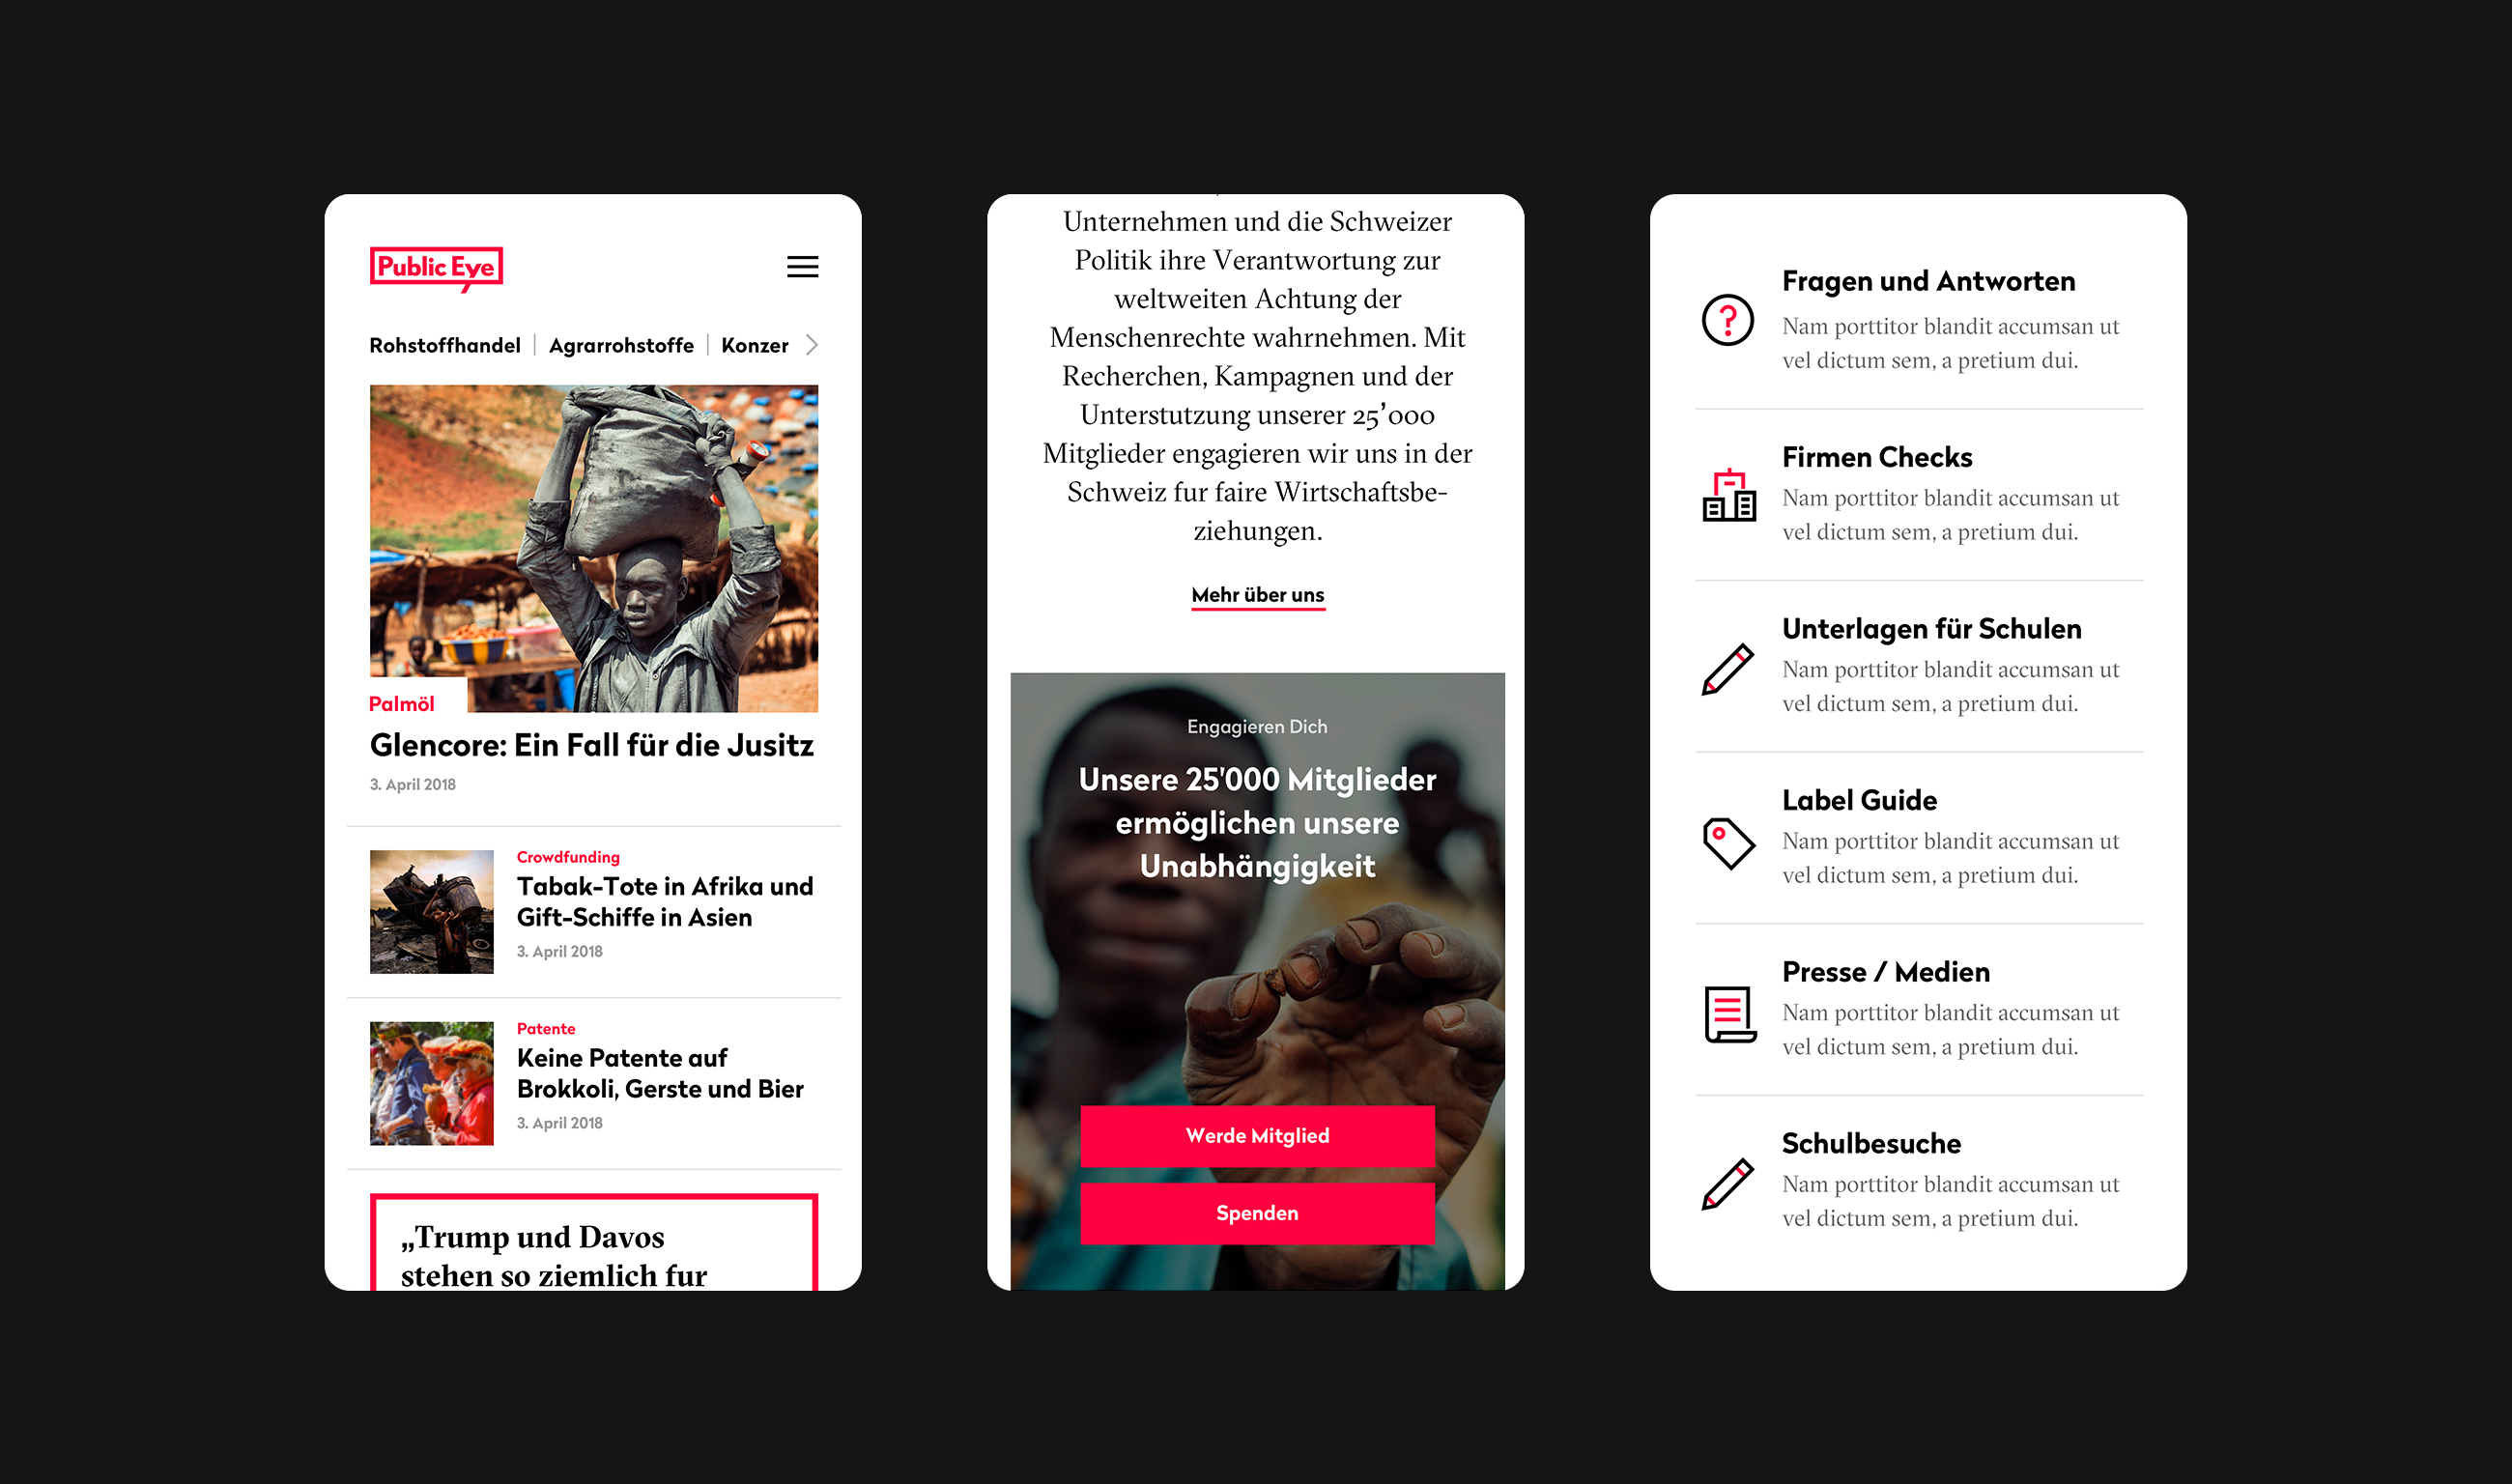 Public Eye
Rohstoffhandel | Agrarrohstoffe | Konzer
Palmöl
Glencore: Ein Fall für die Jusitz
3. April 2018
Crowdfunding
Tabak-Tote in Afrika und
Gift-Schiffe in Asien
3. April 2018
Patente
Keine Patente auf
Brokkoli, Gerste und Bier
3. April 2018
„Trump und Davos
stehen so ziemlich fur
Unternehmen und die Schweizer
Politik ihre Verantwortung zur
weltweiten Achtung der
Menschenrechte wahrnehmen. Mit
Recherchen, Kampagnen und der
Unterstutzung unserer 25’000
Mitglieder engagieren wir uns in der
Schweiz fur faire Wirtschaftsbe-
ziehungen.
Mehr über uns
Engagieren Dich
Unsere 25'000 Mitglieder
ermöglichen unsere
Unabhängigkeit
Werde Mitglied
Spenden
Fragen und Antworten
Nam porttitor blandit accumsan ut
vel dictum sem, a pretium dui.
Firmen Checks
Nam porttitor blandit accumsan ut
vel dictum sem, a pretium dui.
Unterlagen für Schulen
Nam porttitor blandit accumsan ut
vel dictum sem, a pretium dui.
Label Guide
Nam porttitor blandit accumsan ut
vel dictum sem, a pretium dui.
Presse / Medien
Nam porttitor blandit accumsan ut
vel dictum sem, a pretium dui.
Schulbesuche
Nam porttitor blandit accumsan ut
vel dictum sem, a pretium dui.